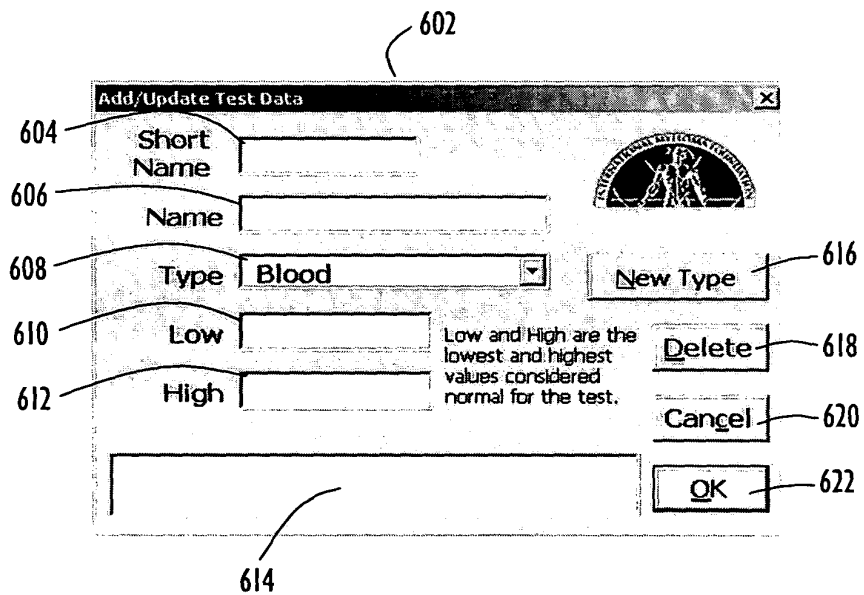 602
Add/Update Test Data
604
Short
Name
606
Name
608
Type Blood
616
New Type
610
Low
Low and High are the
lowest and highest
values considered
normal for the test.
618
Delete
612
High
620
Cancel
622
OK
614
INTERNATIONAL FOUNDATION